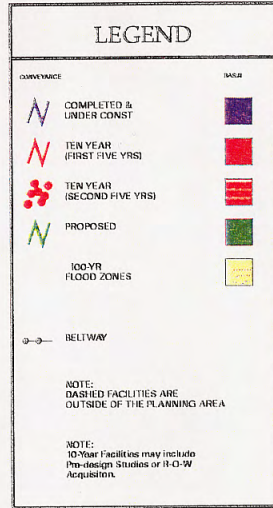 LEGEND
CONVEYANCE BASIN
COMPLETED &
UNDER CONST
TEN YEAR
(FIRST FIVE YRS)
TEN YEAR
(SECOND FIVE YRS)
PROPOSED
100-YR
FLOOD ZONES
BELTWAY
NOTE:
DASHED FACILITIES ARE
OUTSIDE OF THE PLANNING AREA
NOTE:
10-Year Facilities may include
Pre-design Studies or R-O-W
Acquisiton.